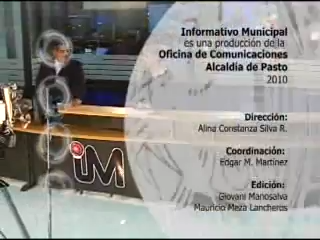 Informativo Municipal
es una producción de la
Oficina de Comunicaciones
Alcaldía de Pasto
2010
Dirección:
Alina Constanza Silva R.
Coordinación:
Edgar M. Martínez
Edición:
Giovani Manosalva
Mauricio Meza Lancheros
iM